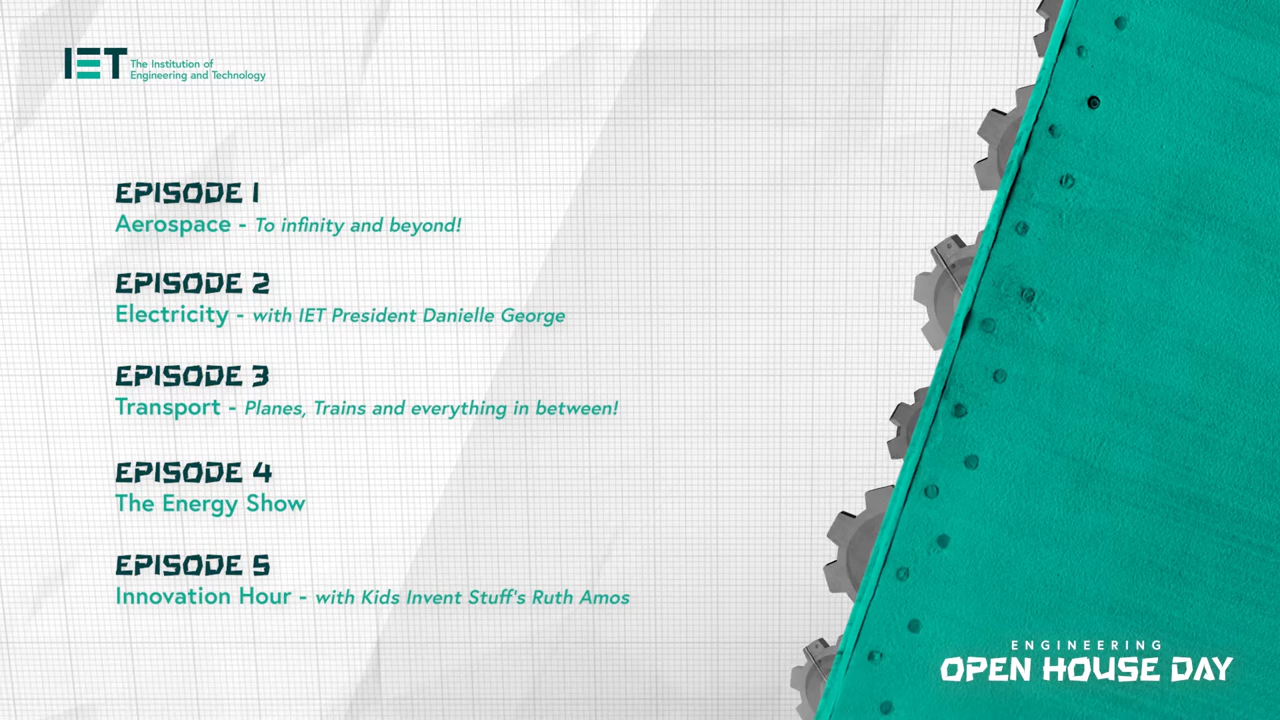 IET The Institution of
Engineering and Technology
EPISODE 1
Aerospace - To infinity and beyond!
EPISODE 2
Electricity - with IET President Danielle George
EPISODE 3
Transport - Planes, Trains and everything in between!
EPISODE 4
The Energy Show
EPISODE 5
Innovation Hour - with Kids Invent Stuff's Ruth Amos
ENGINEERING
OPEN HOUSE DAY